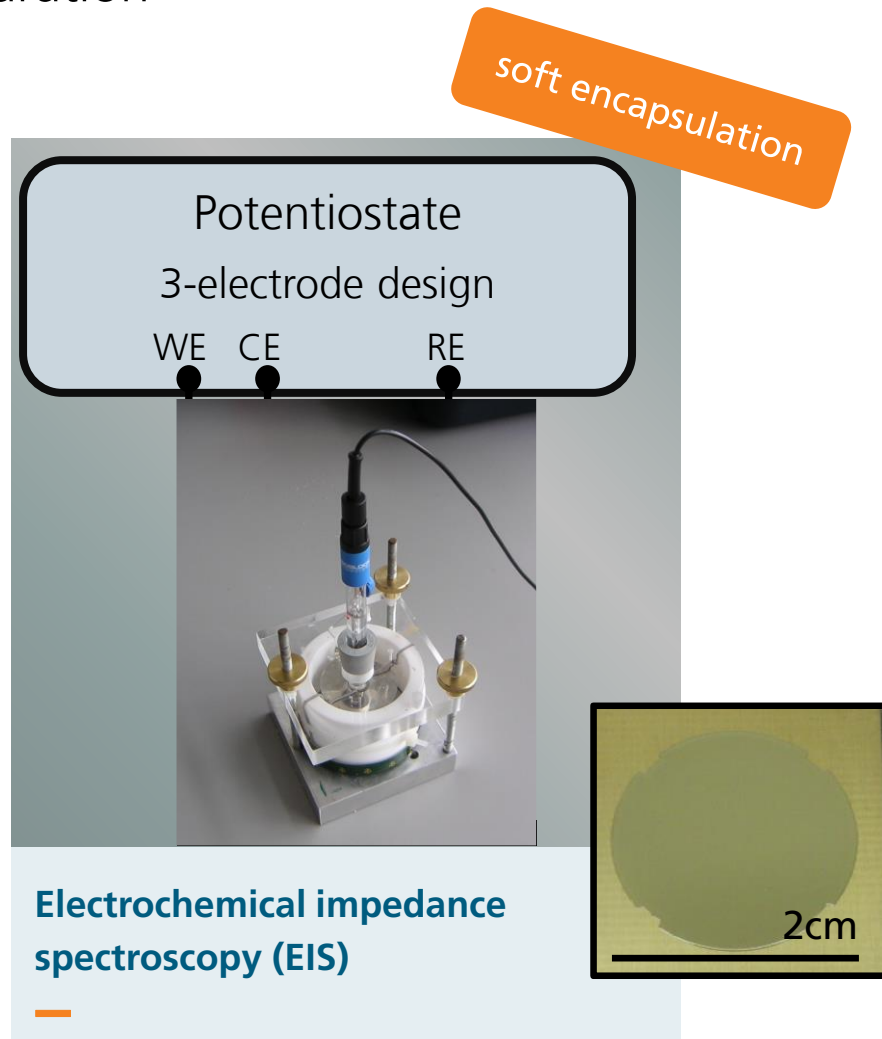 soft encapsulation
Potentiostate
3-electrode design
WE CE RE
2cm
Electrochemical impedance
spectroscopy (EIS)